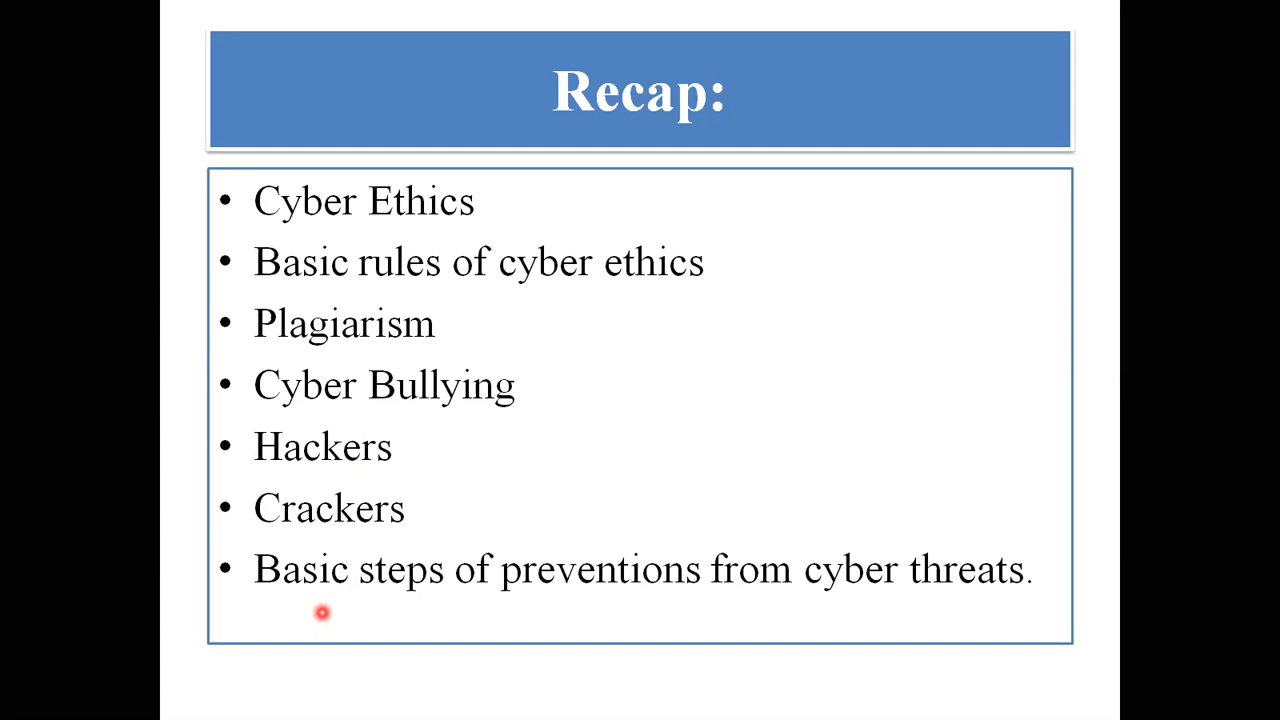 Recap:
• Cyber Ethics
• Basic rules of cyber ethics
• Plagiarism
• Cyber Bullying
• Hackers
• Crackers
• Basic steps of preventions from cyber threats.